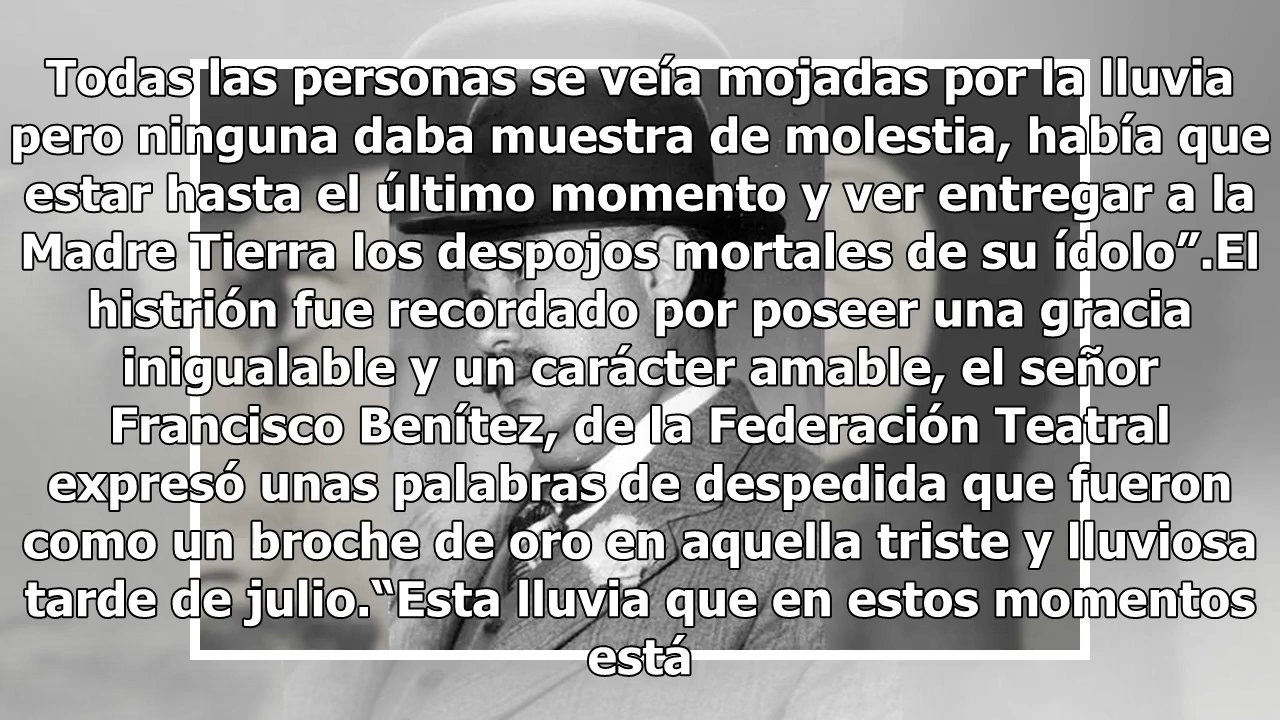 Todas las personas se veía mojadas por la lluvia
pero ninguna daba muestra de molestia, había que
estar hasta el último momento y ver entregar a la
Madre Tierra los despojos mortales de su ídolo”.El
histrión fue recordado por poseer una gracia
inigualable y un carácter amable, el señor
Francisco Benítez, de la Federación Teatral
expresó unas palabras de despedida que fueron
como un broche de oro en aquella triste y lluviosa
tarde de julio.“Esta lluvia que en estos momentos
está